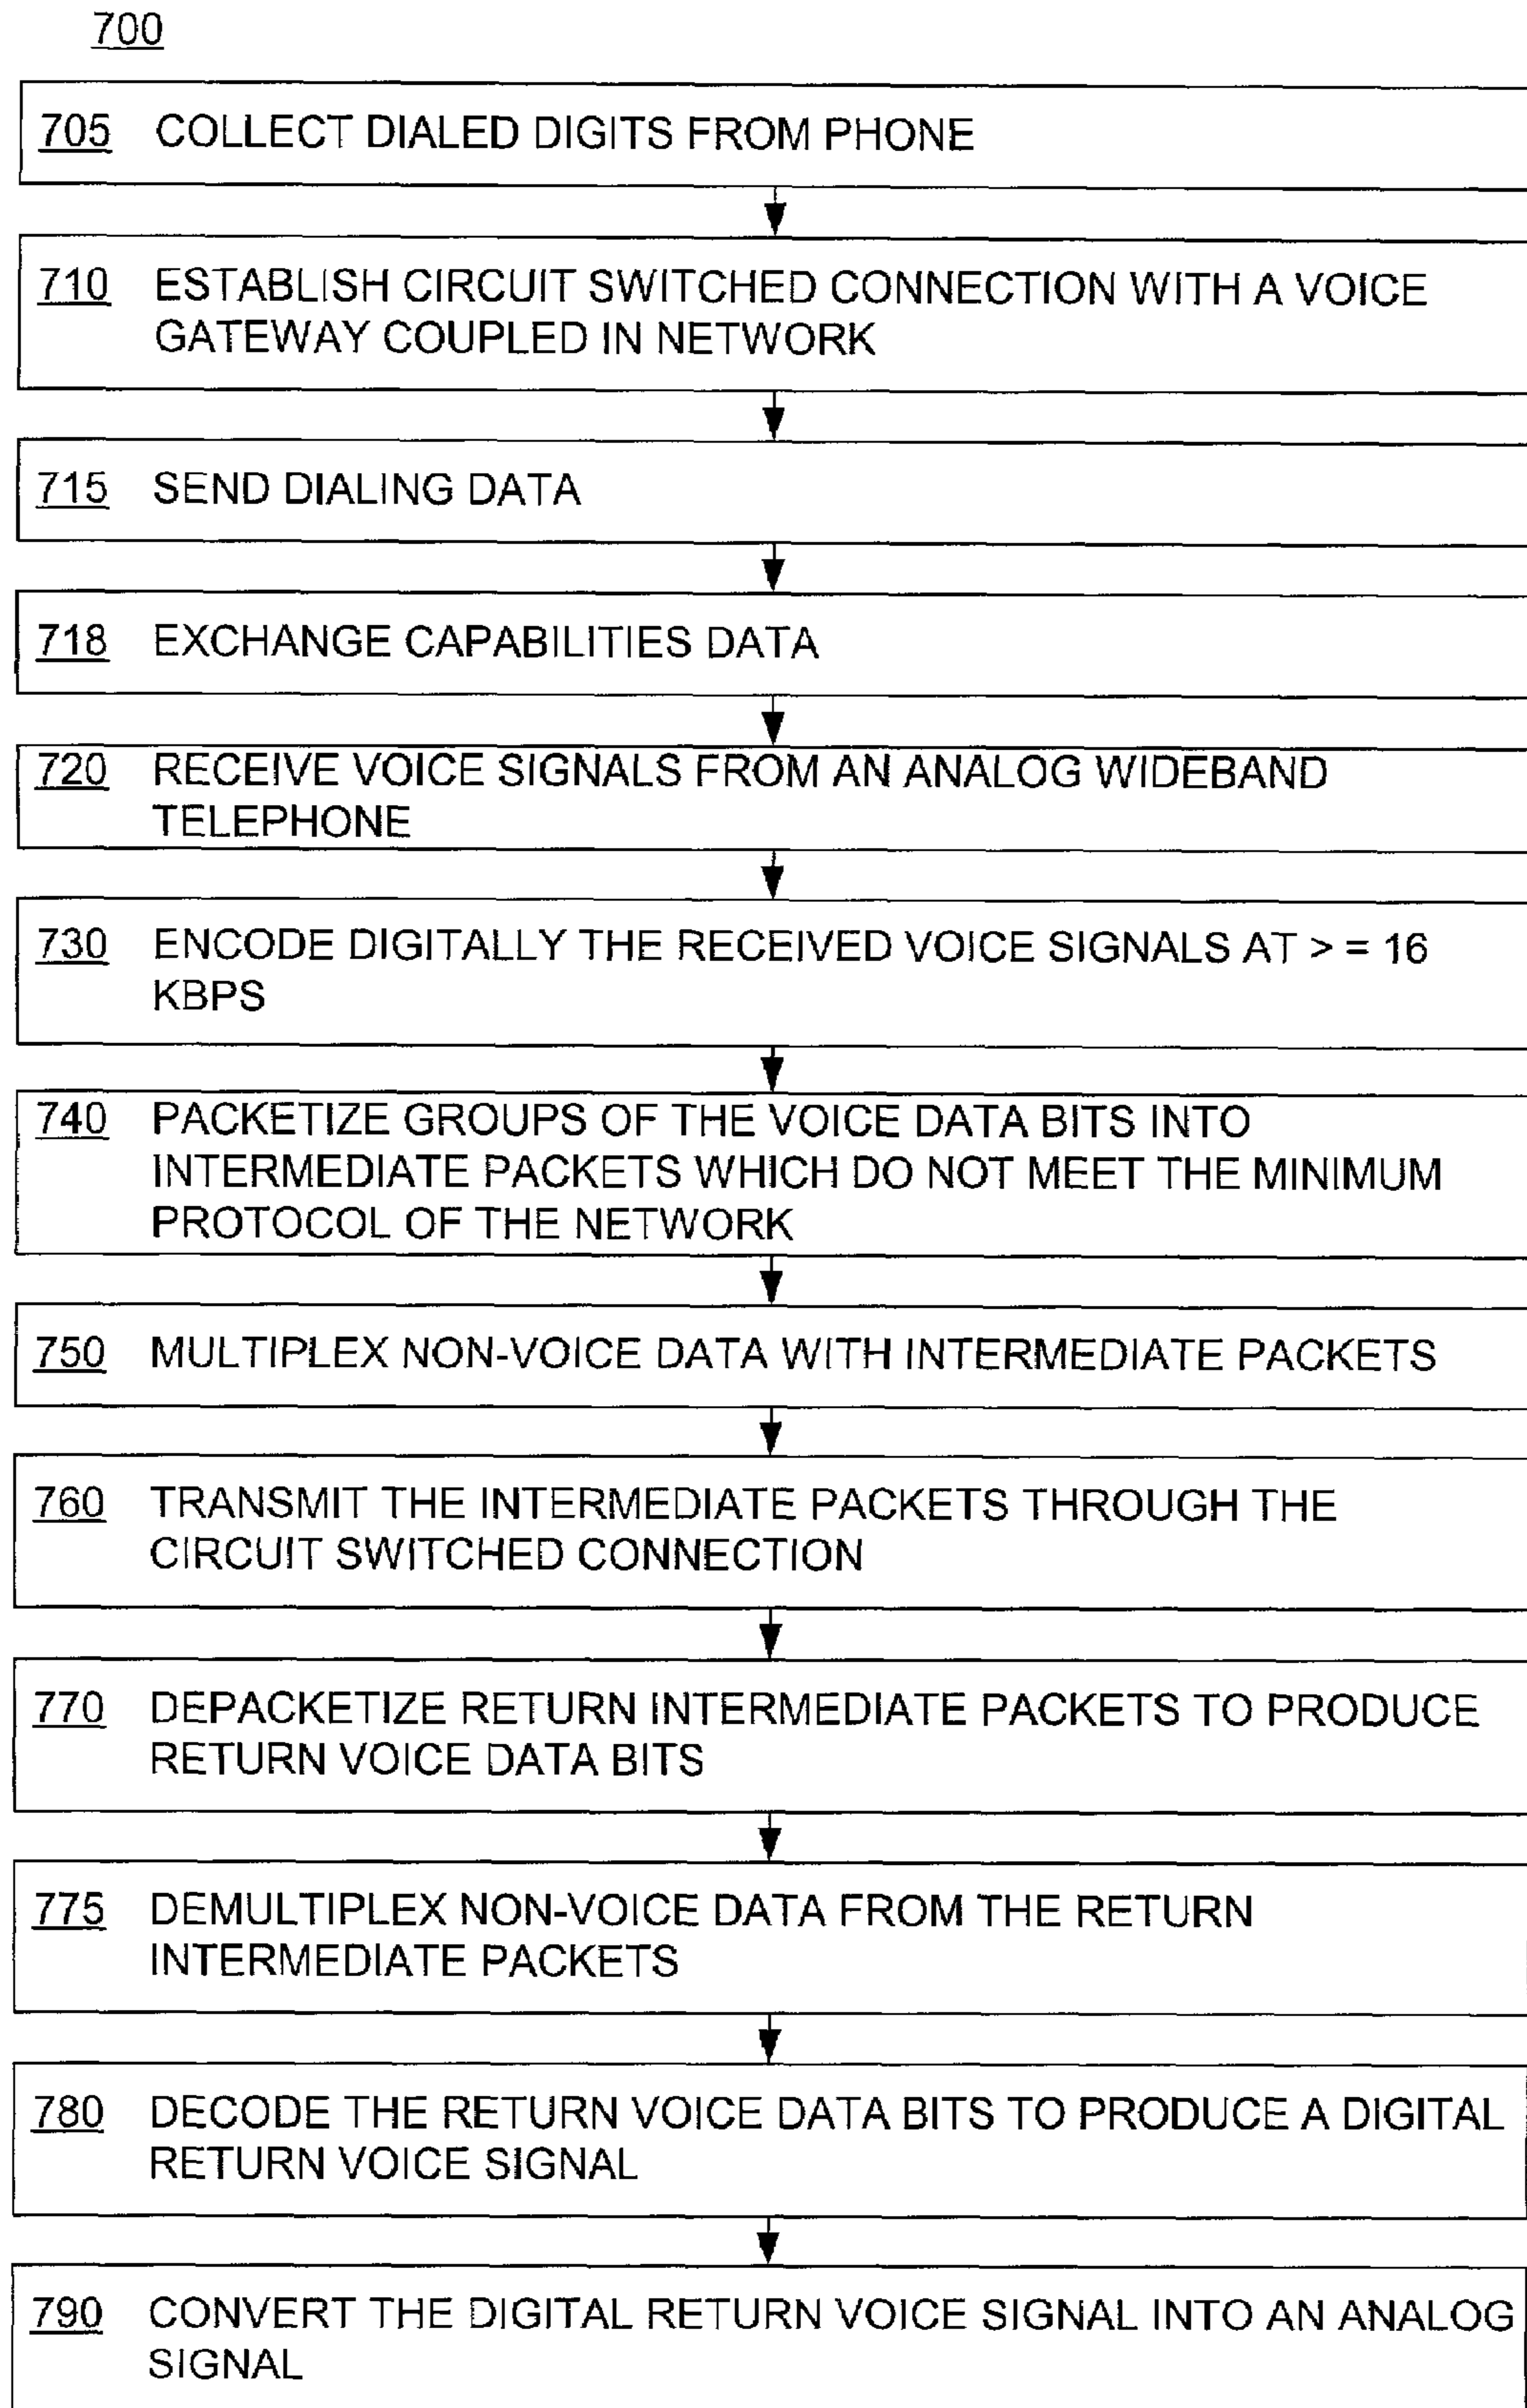 700
705 COLLECT DIALED DIGITS FROM PHONE
710 ESTABLISH CIRCUIT SWITCHED CONNECTION WITH A VOICE
GATEWAY COUPLED IN NETWORK
715 SEND DIALING DATA
718 EXCHANGE CAPABILITIES DATA
720 RECEIVE VOICE SIGNALS FROM AN ANALOG WIDEBAND
TELEPHONE
730 ENCODE DIGITALLY THE RECEIVED VOICE SIGNALS AT > = 16
KBPS
740 PACKETIZE GROUPS OF THE VOICE DATA BITS INTO
INTERMEDIATE PACKETS WHICH DO NOT MEET THE MINIMUM
PROTOCOL OF THE NETWORK
750 MULTIPLEX NON-VOICE DATA WITH INTERMEDIATE PACKETS
760 TRANSMIT THE INTERMEDIATE PACKETS THROUGH THE
CIRCUIT SWITCHED CONNECTION
770 DEPACKETIZE RETURN INTERMEDIATE PACKETS TO PRODUCE
RETURN VOICE DATA BITS
775 DEMULTIPLEX NON-VOICE DATA FROM THE RETURN
INTERMEDIATE PACKETS
780 DECODE THE RETURN VOICE DATA BITS TO PRODUCE A DIGITAL
RETURN VOICE SIGNAL
790 CONVERT THE DIGITAL RETURN VOICE SIGNAL INTO AN ANALOG
SIGNAL